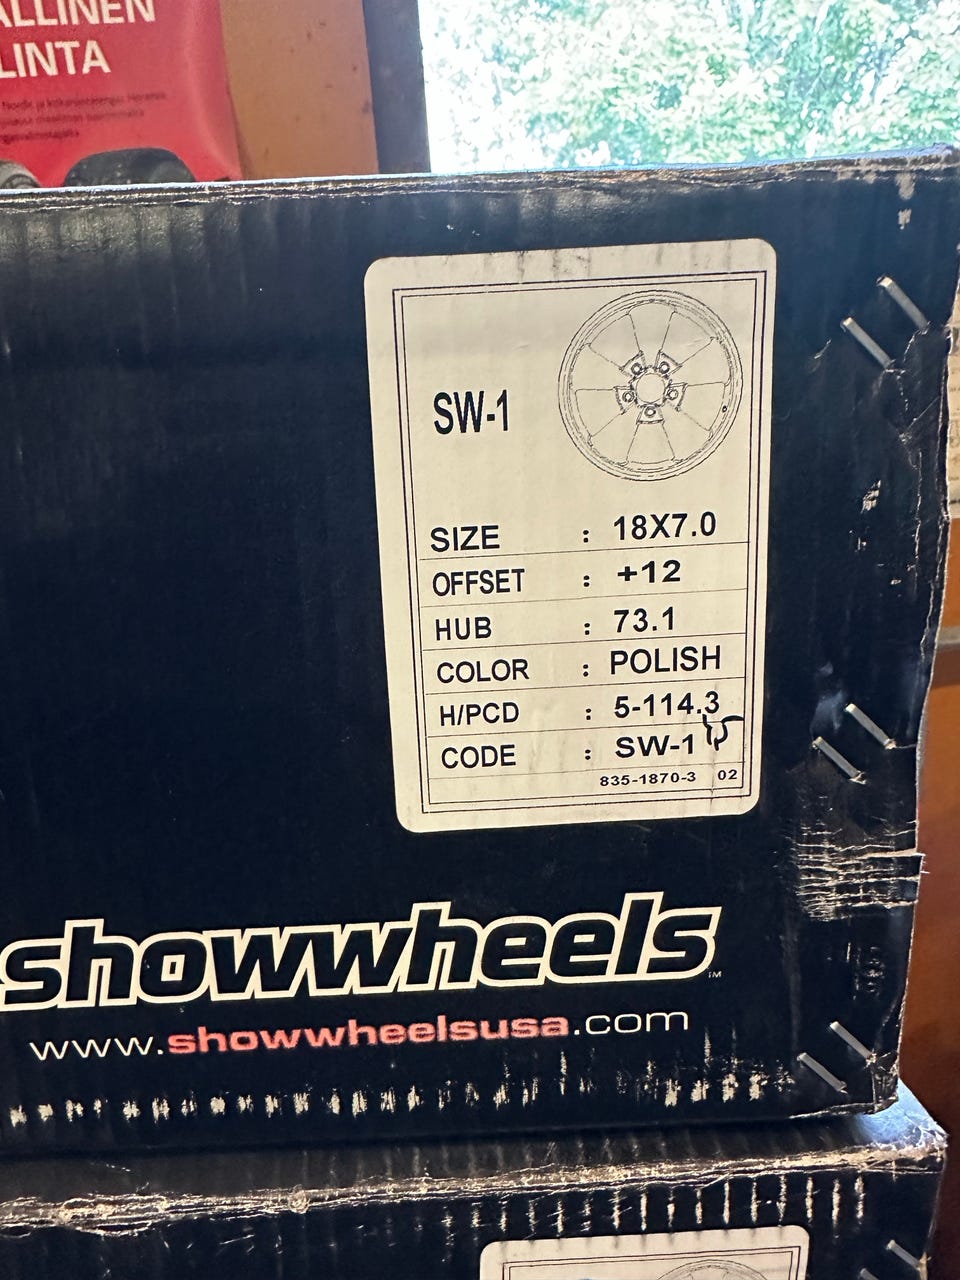 ALLINEN
LINTA
SW-1
SIZE : 18X7.0
OFFSET : +12
HUB : 73.1
COLOR : POLISH
H/PCD : 5-114.3
CODE : SW-1
835-1870-3 02
showwheels™
www.showwheelsusa.com